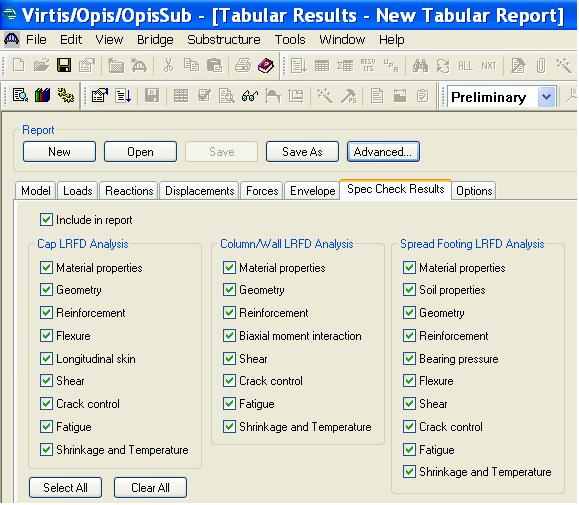 Virtis/Opis/OpisSub - [Tabular Results - New Tabular Report]
File Edit View Bridge Substructure Tools Window Help
RESU LTS UPR ALL NXT
Preliminary
Report
New Open Save Save As Advanced...
Model Loads Reactions Displacements Forces Envelope Spec Check Results Options
Include in report
Cap LRFD Analysis
Material properties
Geometry
Reinforcement
Flexure
Longitudinal skin
Shear
Crack control
Fatigue
Shrinkage and Temperature
Column/Wall LRFD Analysis
Material properties
Geometry
Reinforcement
Biaxial moment interaction
Shear
Crack control
Fatigue
Shrinkage and Temperature
Spread Footing LRFD Analysis
Material properties
Soil properties
Geometry
Reinforcement
Bearing pressure
Flexure
Shear
Crack control
Fatigue
Shrinkage and Temperature
Select All Clear All